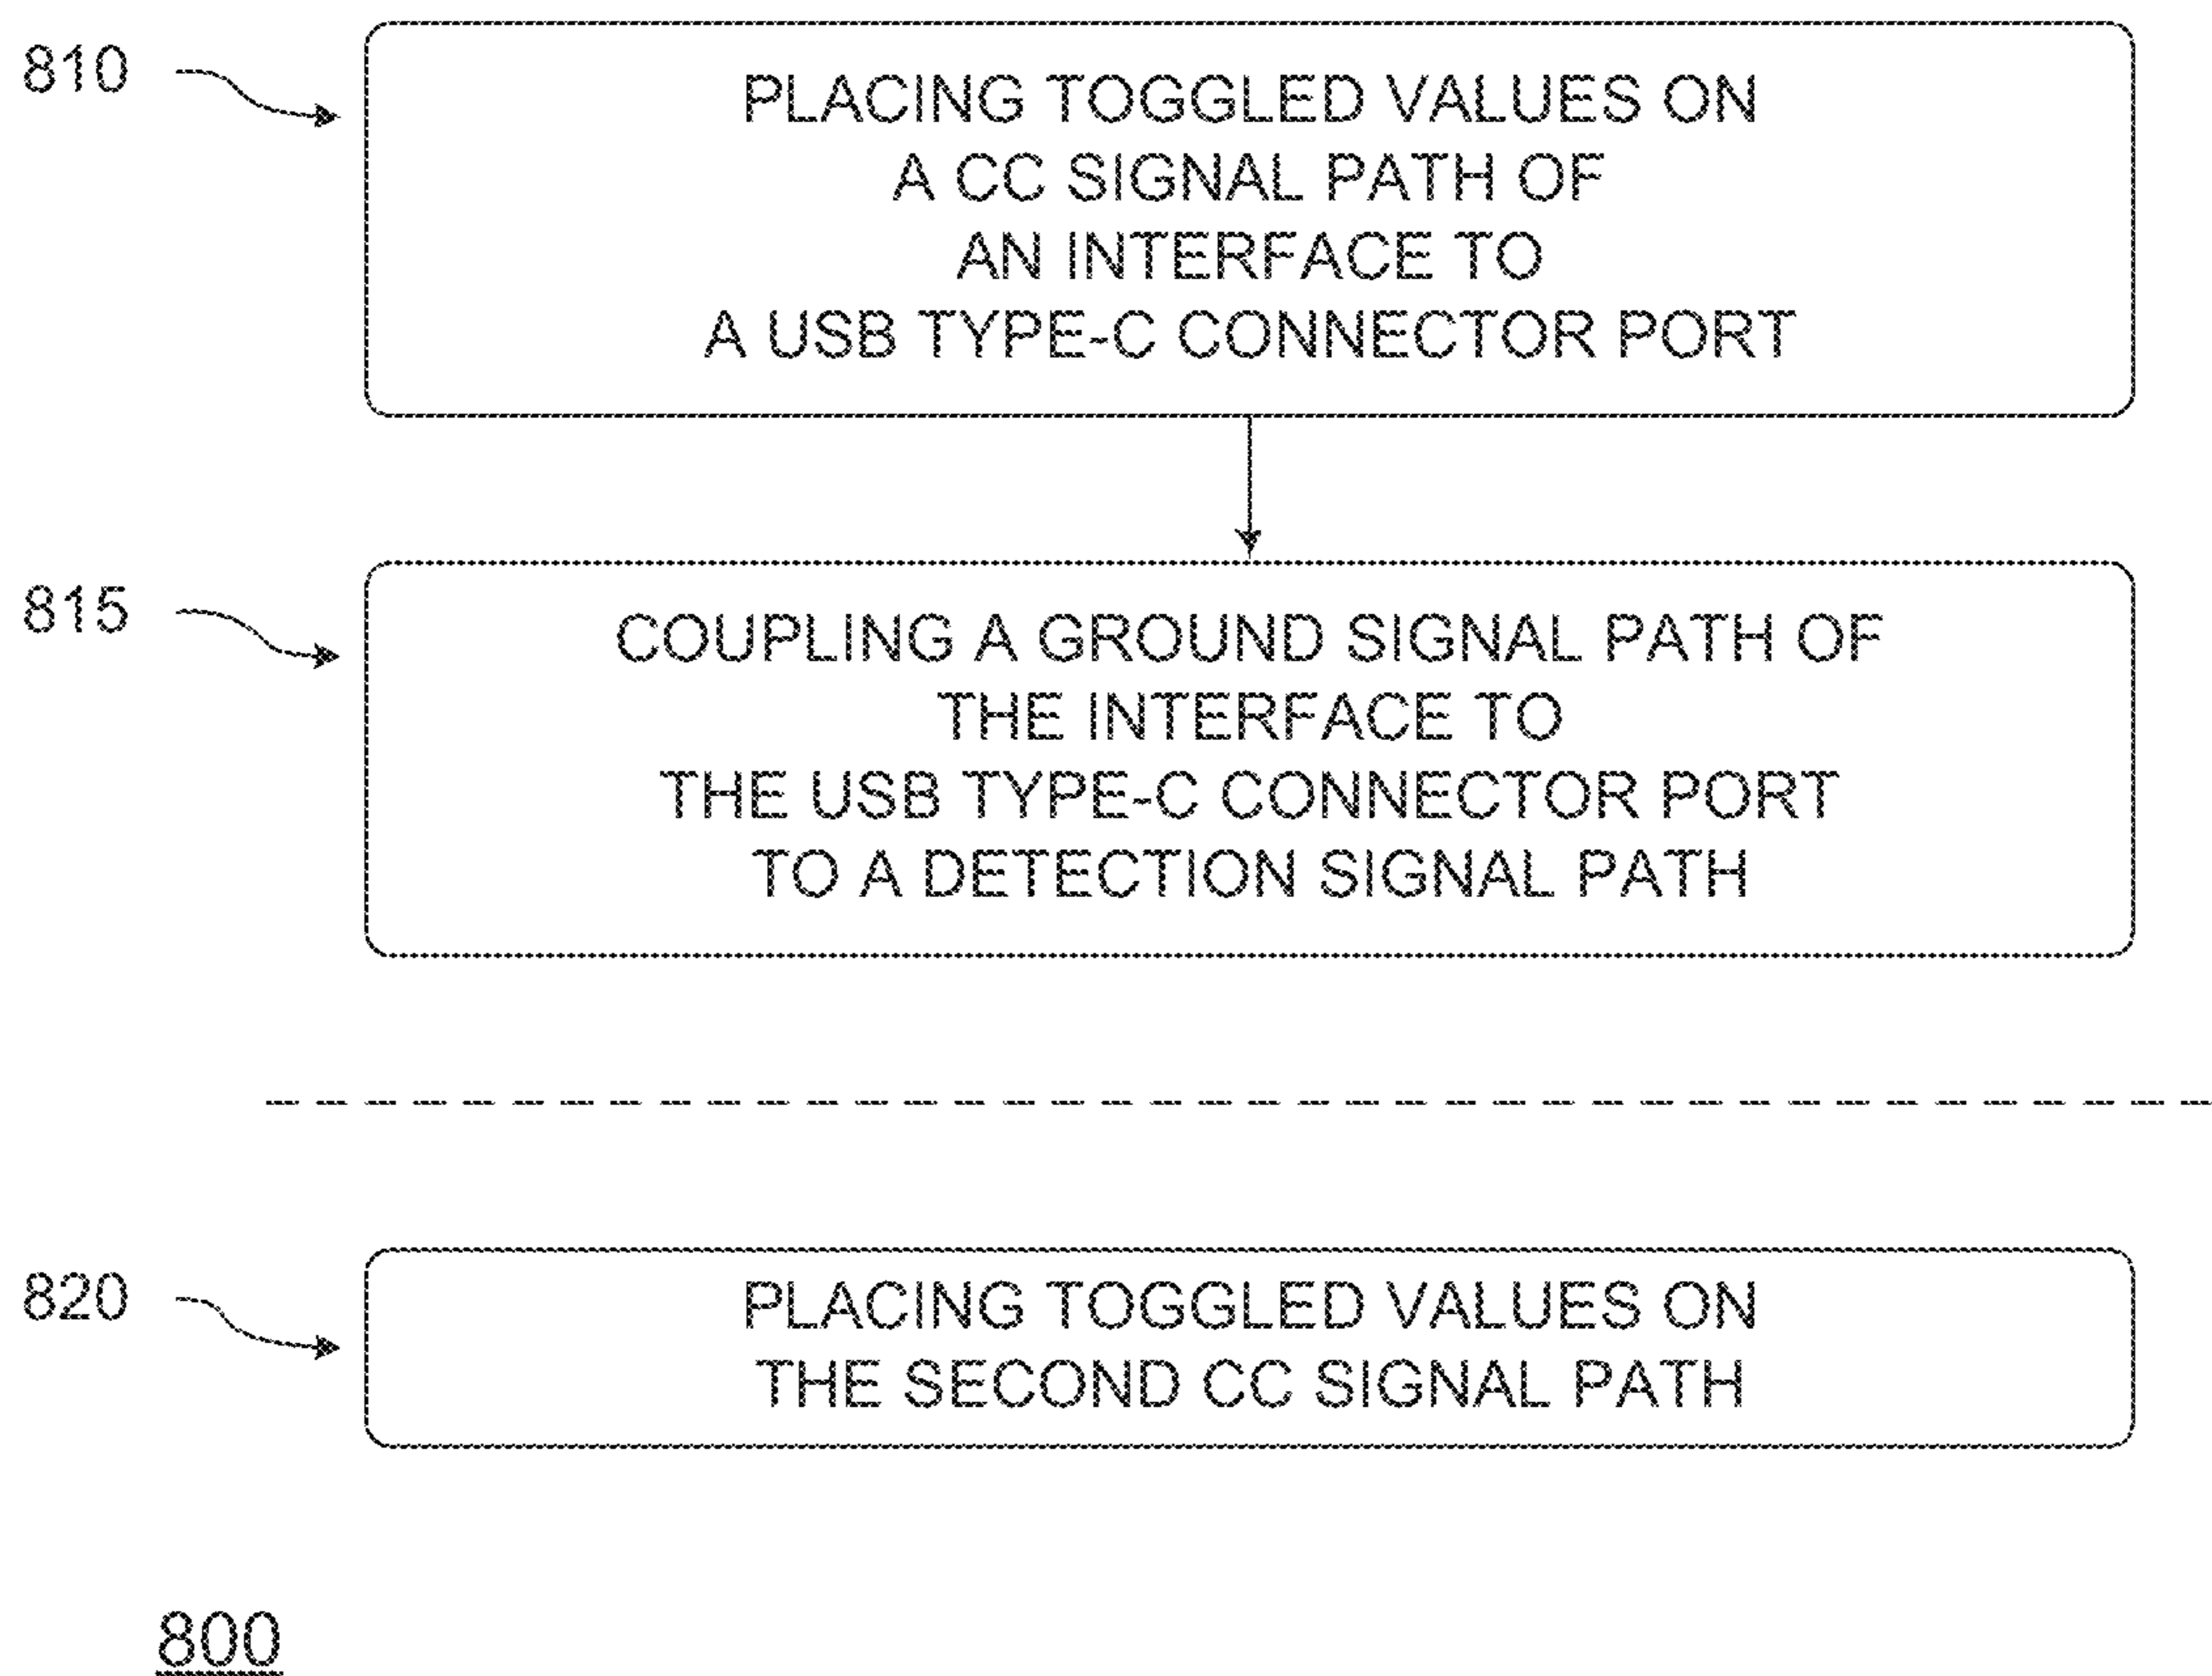 810
PLACING TOGGLED VALUES ON
A CC SIGNAL PATH OF
AN INTERFACE TO
A USB TYPE-C CONNECTOR PORT
815
COUPLING A GROUND SIGNAL PATH OF
THE INTERFACE TO
THE USB TYPE-C CONNECTOR PORT
TO A DETECTION SIGNAL PATH
820
PLACING TOGGLED VALUES ON
THE SECOND CC SIGNAL PATH
800